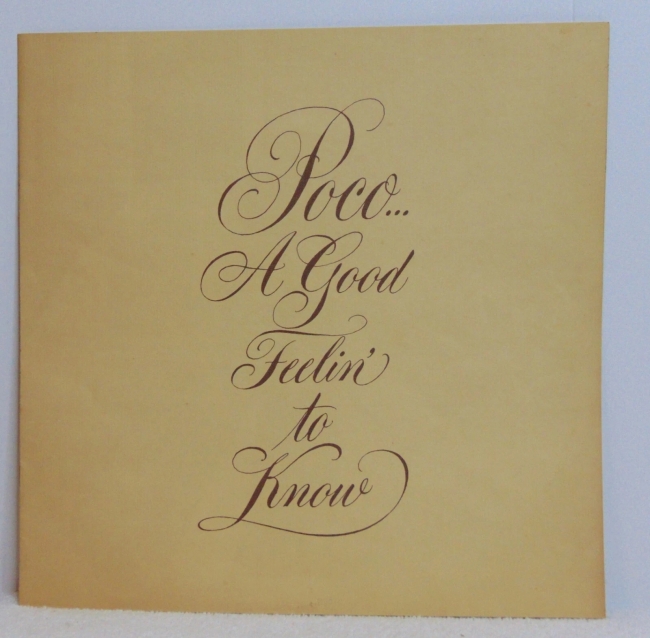 Poco...
A Good
Feelin'
to
Know